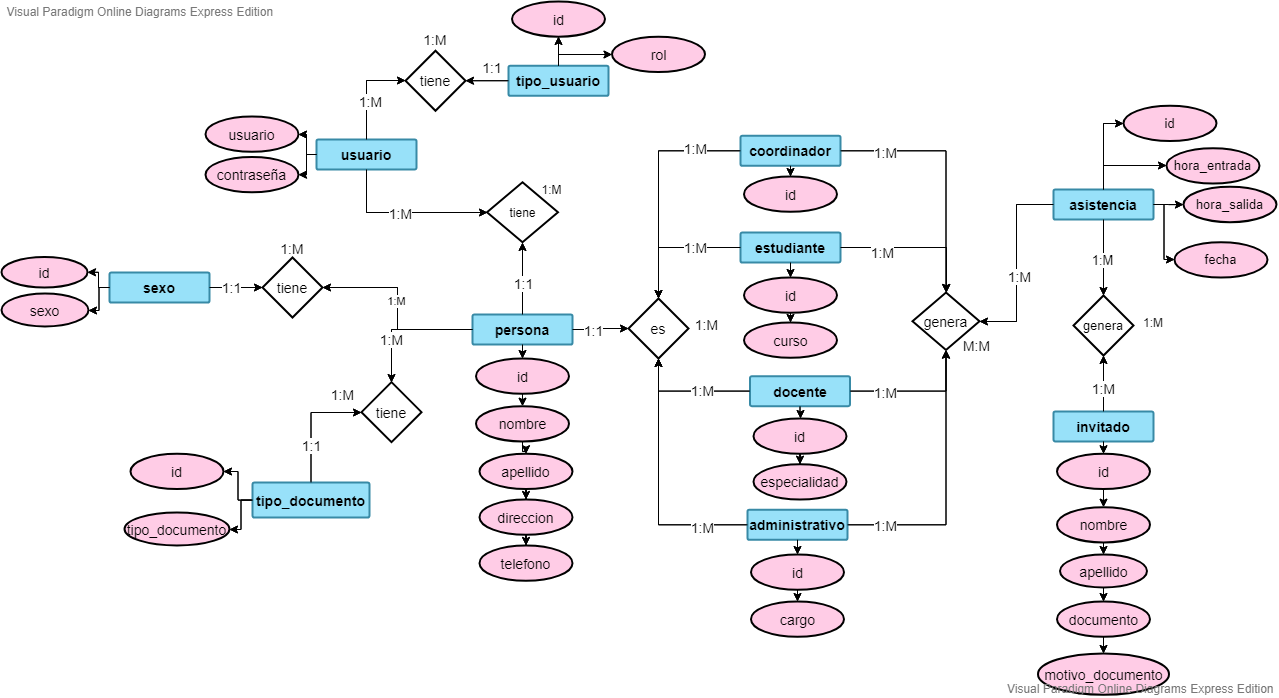 Visual Paradigm Online Diagrams Express Edition
id
rol
1:M
tiene
1:1
tipo_usuario
1:M
usuario
contraseña
usuario
1:M
tiene
1:M
1:1
id
sexo
sexo
1:1
1:M
tiene
1:M
1:M
persona
1:1
es
1:M
id
nombre
apellido
direccion
telefono
1:M
tiene
1:1
id
tipo_documento
tipo_documento
1:M
coordinador
1:M
id
1:M
estudiante
1:M
id
curso
1:M
docente
1:M
id
especialidad
1:M
administrativo
1:M
id
cargo
genera
M:M
1:M
asistencia
id
hora_entrada
hora_salida
fecha
1:M
genera
1:M
1:M
invitado
id
nombre
apellido
documento
motivo_documento
Visual Paradigm Online Diagrams Express Edition